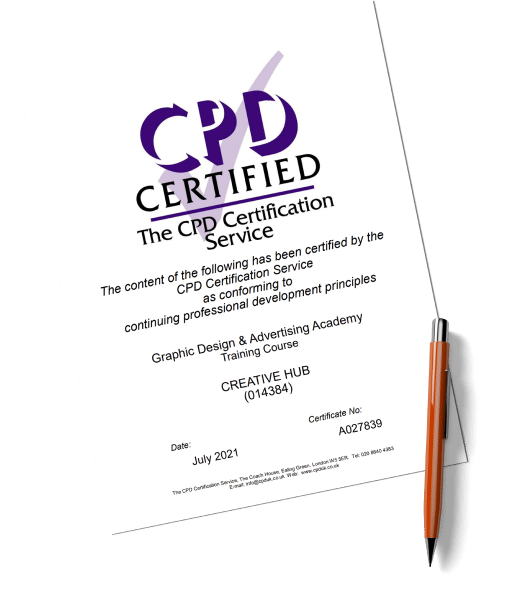 CPD
CERTIFIED
The CPD Certification
Service
The content of the following has been certified by the
CPD Certification Service
as conforming to
continuing professional development principles
Graphic Design & Advertising Academy
Training Course
CREATIVE HUB
(014384)
Date:
July 2021
Certificate No:
A027839
The CPD Certification Service, The Coach House, Ealing Green, London W5 5ER. Tel: 020 8840 4383
E-mail: info@cpduk.co.uk Web: www.cpduk.co.uk